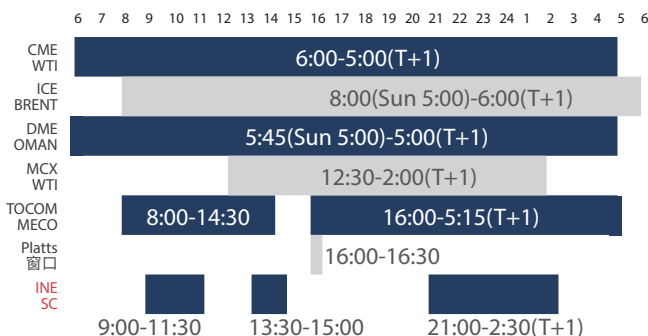 6 7 8 9 10 11 12 13 14 15 16 17 18 19 20 21 22 23 24 1 2 3 4 5 6
CME
WTI
6:00-5:00(T+1)
ICE
BRENT
8:00(Sun 5:00)-6:00(T+1)
DME
OMAN
5:45(Sun 5:00)-5:00(T+1)
MCX
WTI
12:30-2:00(T+1)
TOCOM
MECO
8:00-14:30 16:00-5:15(T+1)
Platts
窗口
16:00-16:30
INE
SC
9:00-11:30 13:30-15:00 21:00-2:30(T+1)